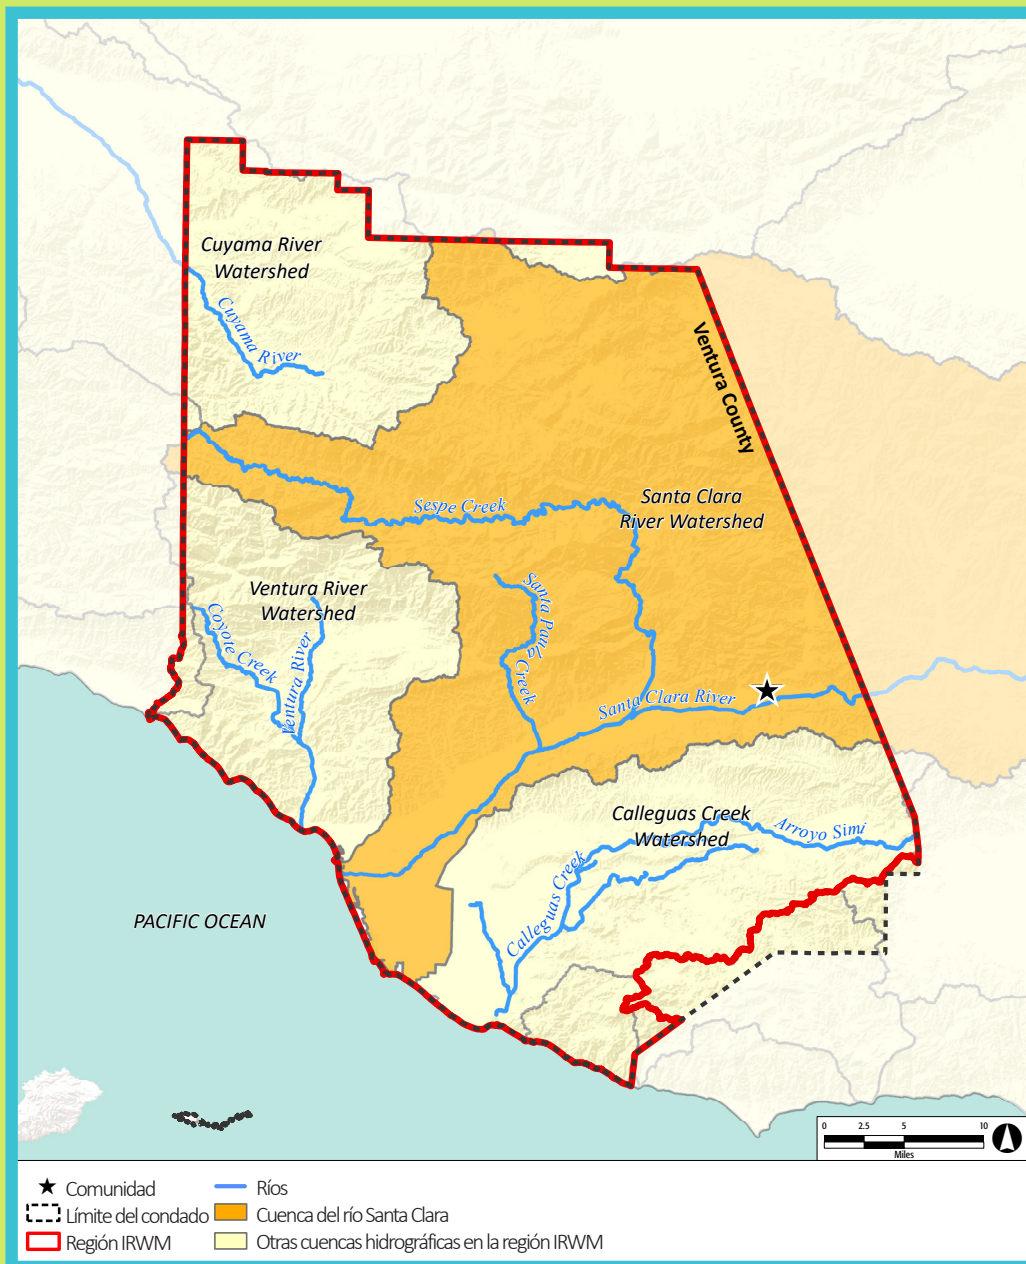 Cuyama River
Watershed
Cuyama River
Ventura County
Sespe Creek
Santa Clara
River Watershed
Ventura River
Watershed
Coyote Creek
Ventura River
Santa Paula
Creek
Santa Clara River
Calleguas Creek
Watershed
Arroyo Simi
Calleguas Creek
PACIFIC OCEAN
0 2.5 5 10
Miles
Comunidad
Ríos
Límite del condado
Cuenca del río Santa Clara
Región IRWM
Otras cuencas hidrográficas en la región IRWM